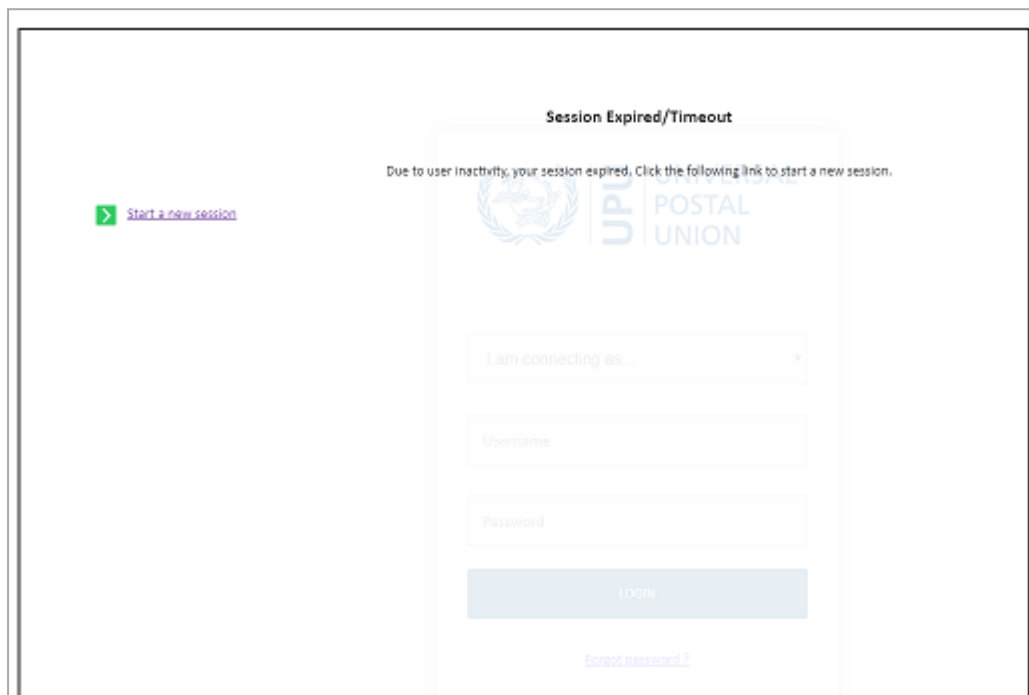 Session Expired/Timeout
Due to user inactivity, your session expired. Click the following link to start a new session.
Start a new session
UPU
UNIVERSAL
POSTAL
UNION
I am connecting as...
Username
Password
LOGIN
Forgot password ?